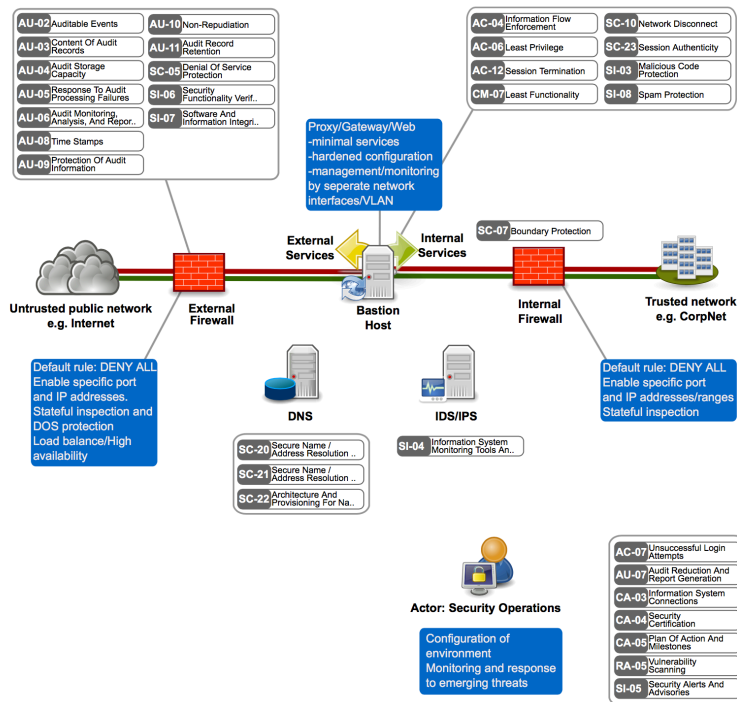 AU-02 Auditable Events
AU-10 Non-Repudiation
AU-03 Content Of Audit
Records
AU-11 Audit Record
Retention
AU-04 Audit Storage
Capacity
SC-05 Denial Of Service
Protection
AU-05 Response To Audit
Processing Failures
SI-06 Security
Functionality Verif..
AU-06 Audit Monitoring,
Analysis, And Repor..
SI-07 Software And
Information Integri..
AU-08 Time Stamps
AU-09 Protection Of Audit
Information
AC-04 Information Flow
Enforcement
SC-10 Network Disconnect
AC-06 Least Privilege
SC-23 Session Authenticity
AC-12 Session Termination
SI-03 Malicious Code
Protection
CM-07 Least Functionality
SI-08 Spam Protection
Proxy/Gateway/Web
-minimal services
-hardened configuration
-management/monitoring
by seperate network
interfaces/VLAN
SC-07 Boundary Protection
External
Services
Internal
Services
Untrusted public network
e.g. Internet
External
Firewall
Bastion
Host
Internal
Firewall
Trusted network
e.g. CorpNet
Default rule: DENY ALL
Enable specific port
and IP addresses.
Stateful inspection and
DOS protection
Load balance/High
availability
Default rule: DENY ALL
Enable specific port
and IP addresses/ranges
Stateful inspection
DNS
IDS/IPS
SC-20 Secure Name /
Address Resolution ..
SC-21 Secure Name /
Address Resolution ..
SC-22 Architecture And
Provisioning For Na..
SI-04 Information System
Monitoring Tools An..
Actor: Security Operations
Configuration of
environment
Monitoring and response
to emerging threats
AC-07 Unsuccessful Login
Attempts
AU-07 Audit Reduction And
Report Generation
CA-03 Information System
Connections
CA-04 Security
Certification
CA-05 Plan Of Action And
Milestones
RA-05 Vulnerability
Scanning
SI-05 Security Alerts And
Advisories